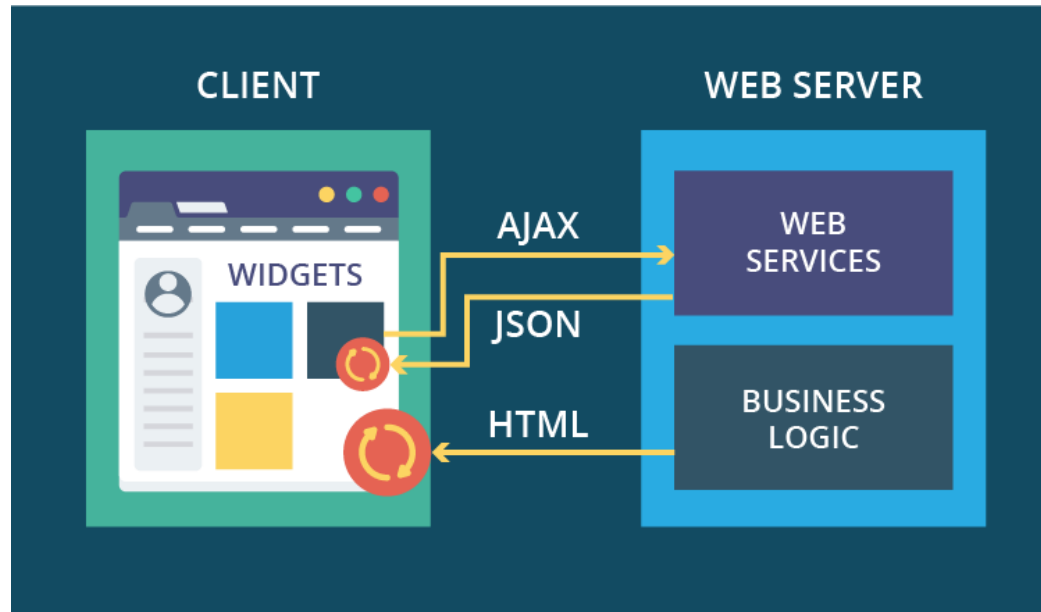 CLIENT
WEB SERVER
WIDGETS
AJAX
JSON
HTML
WEB
SERVICES
BUSINESS
LOGIC